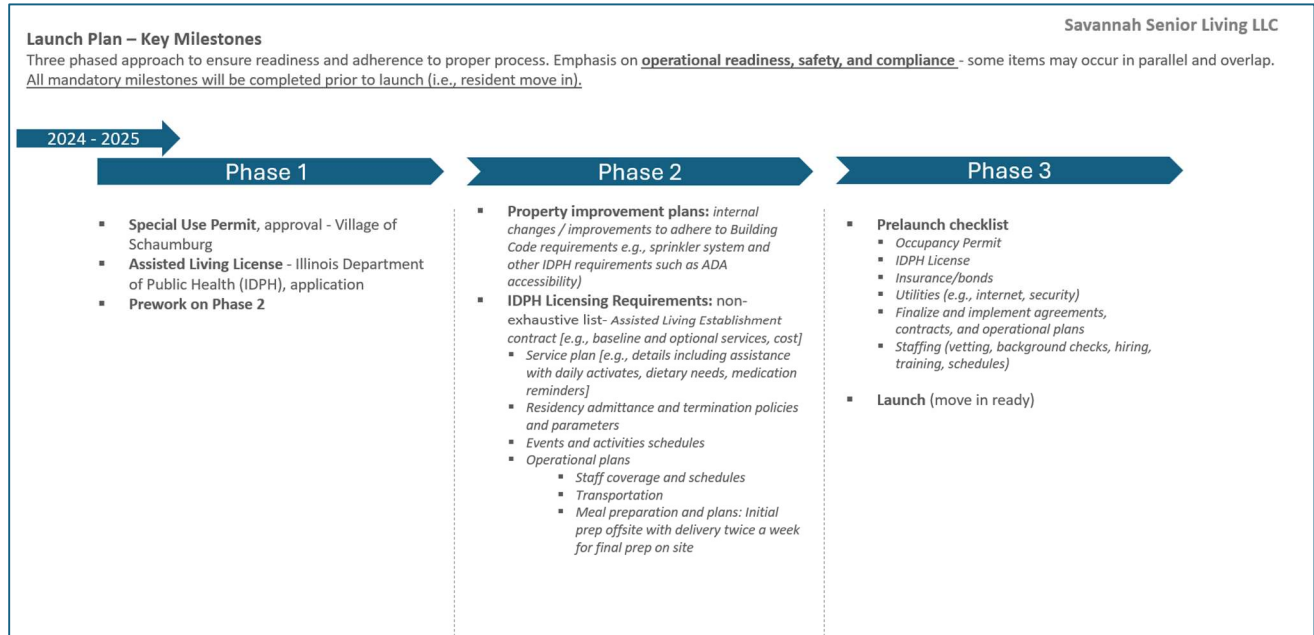 Savannah Senior Living LLC
Launch Plan – Key Milestones
Three phased approach to ensure readiness and adherence to proper process. Emphasis on operational readiness, safety, and compliance - some items may occur in parallel and overlap.
All mandatory milestones will be completed prior to launch (i.e., resident move in).
2024 - 2025
Phase 1
▪ Special Use Permit, approval - Village of
Schaumburg
▪ Assisted Living License - Illinois Department
of Public Health (IDPH), application
▪ Prework on Phase 2
Phase 2
▪ Property improvement plans: internal
changes / improvements to adhere to Building
Code requirements e.g., sprinkler system and
other IDPH requirements such as ADA
accessibility)
▪ IDPH Licensing Requirements: non-
exhaustive list- Assisted Living Establishment
contract [e.g., baseline and optional services, cost]
▪ Service plan [e.g., details including assistance
with daily activates, dietary needs, medication
reminders]
▪ Residency admittance and termination policies
and parameters
▪ Events and activities schedules
▪ Operational plans
▪ Staff coverage and schedules
▪ Transportation
▪ Meal preparation and plans: Initial
prep offsite with delivery twice a week
for final prep on site
Phase 3
▪ Prelaunch checklist
▪ Occupancy Permit
▪ IDPH License
▪ Insurance/bonds
▪ Utilities (e.g., internet, security)
▪ Finalize and implement agreements,
contracts, and operational plans
▪ Staffing (vetting, background checks, hiring,
training, schedules)
▪ Launch (move in ready)